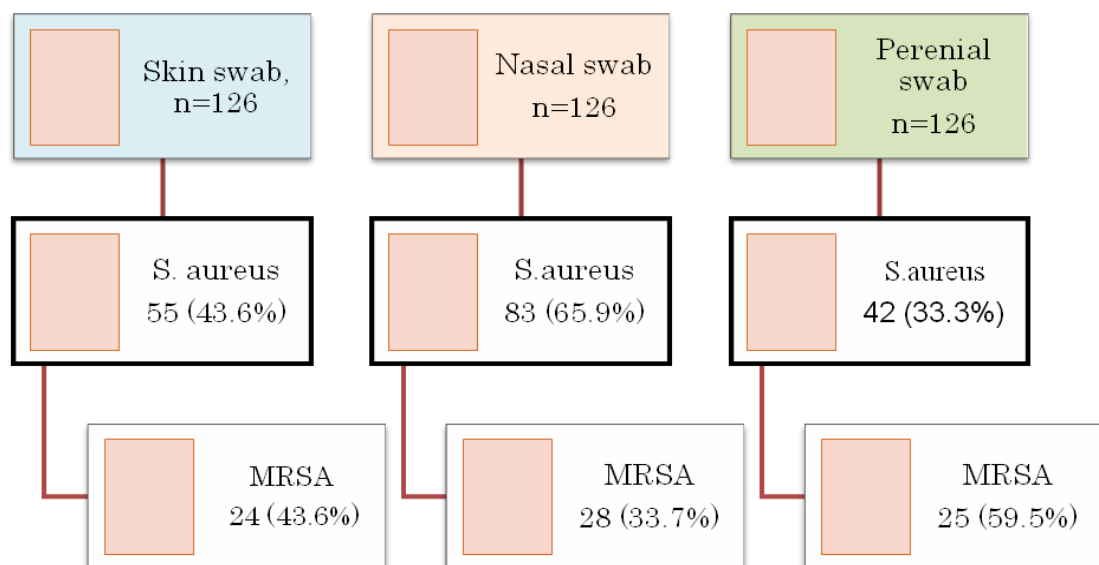 Skin swab,
n=126
Nasal swab
n=126
Perenial
swab
n=126
S. aureus
55 (43.6%)
S.aureus
83 (65.9%)
S.aureus
42 (33.3%)
MRSA
24 (43.6%)
MRSA
28 (33.7%)
MRSA
25 (59.5%)